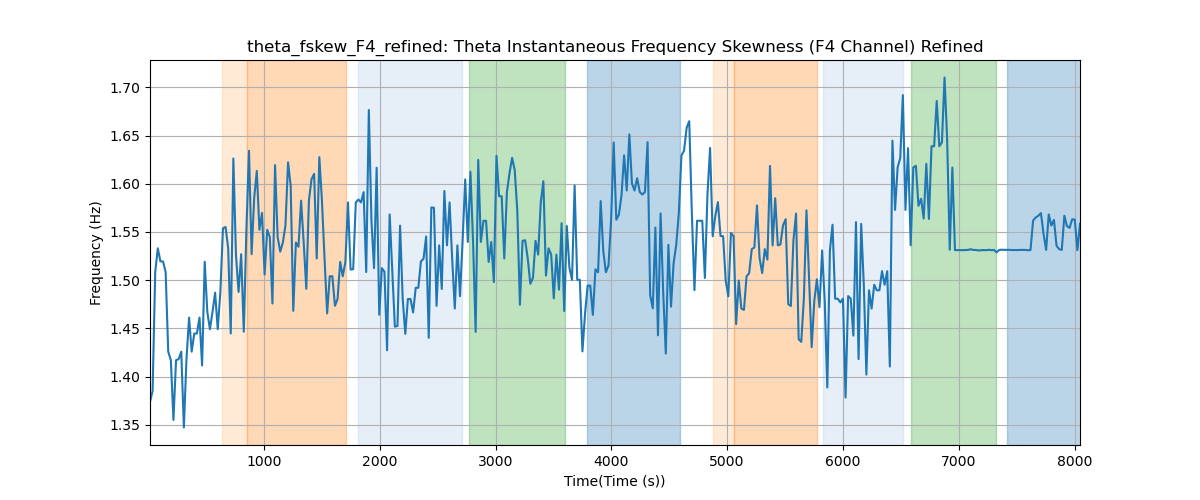 theta_fskew_F4_refined: Theta Instantaneous Frequency Skewness (F4 Channel) Refined
Frequency (Hz)
1.70
1.65
1.60
1.55
1.50
1.45
1.40
1.35
1000 2000 3000 4000 5000 6000 7000 8000
Time(Time (s))